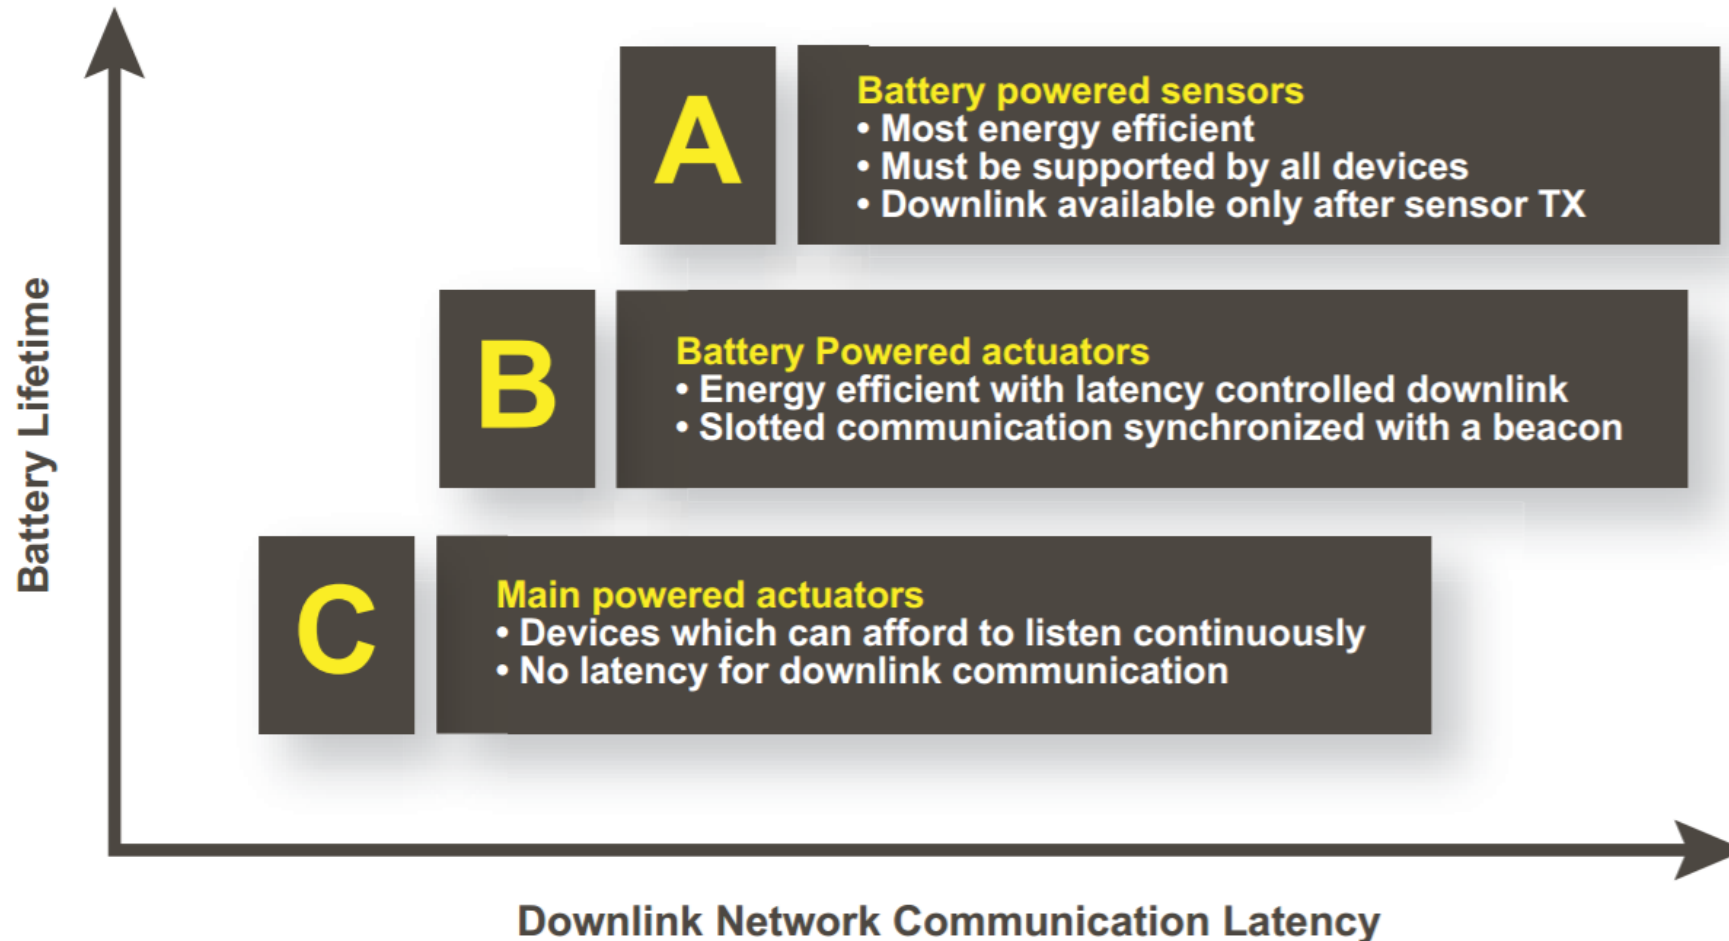 Battery Lifetime
A
Battery powered sensors
• Most energy efficient
• Must be supported by all devices
• Downlink available only after sensor TX
B
Battery Powered actuators
• Energy efficient with latency controlled downlink
• Slotted communication synchronized with a beacon
C
Main powered actuators
• Devices which can afford to listen continuously
• No latency for downlink communication
Downlink Network Communication Latency